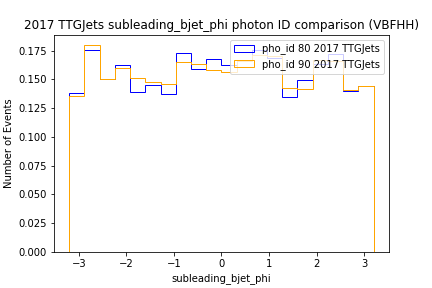 2017 TTGJets subleading_bjet_phi photon ID comparison (VBFHH)
pho_id 80 2017 TTGJets
pho_id 90 2017 TTGJets
Number of Events
0.175
0.150
0.125
0.100
0.075
0.050
0.025
0.000
−3 −2 −1 0 1 2 3
subleading_bjet_phi